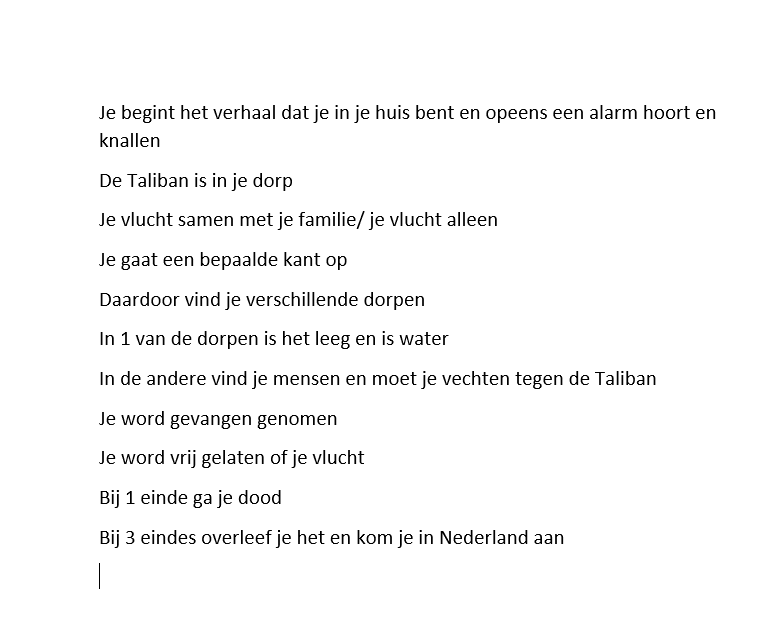 Je begint het verhaal dat je in je huis bent en opeens een alarm hoort en
knallen
De Taliban is in je dorp
Je vlucht samen met je familie/ je vlucht alleen
Je gaat een bepaalde kant op
Daardoor vind je verschillende dorpen
In 1 van de dorpen is het leeg en is water
In de andere vind je mensen en moet je vechten tegen de Taliban
Je word gevangen genomen
Je word vrij gelaten of je vlucht
Bij 1 einde ga je dood
Bij 3 eindes overleef je het en kom je in Nederland aan